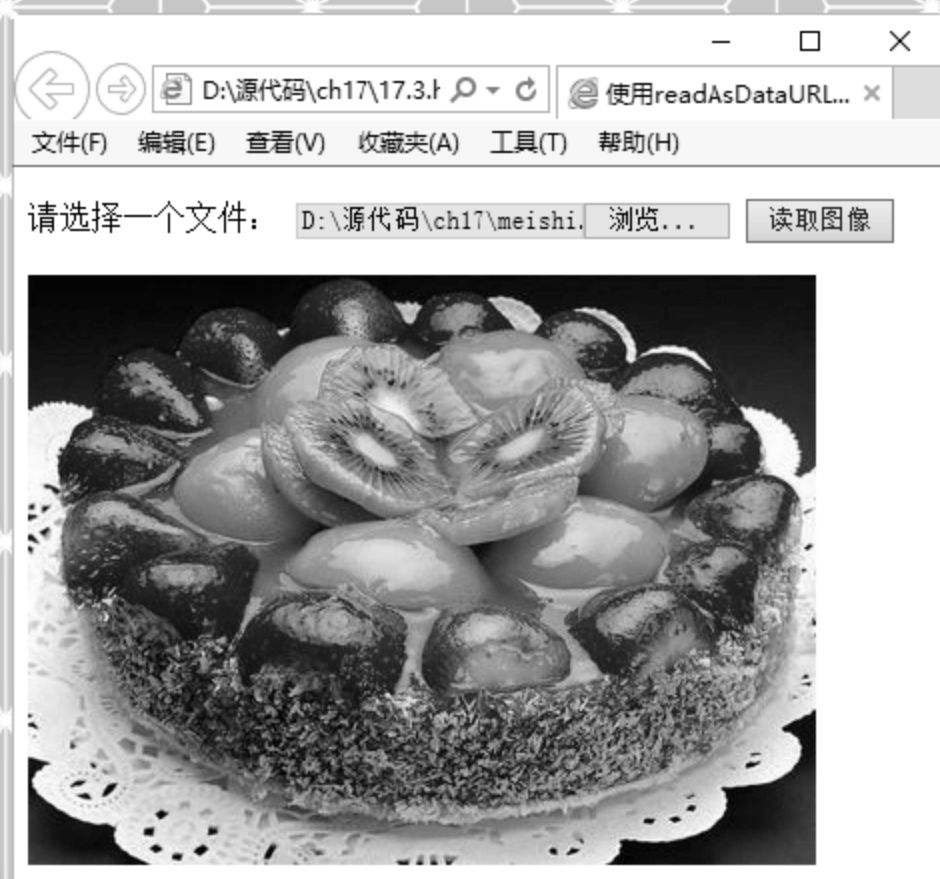 D:\源代码\ch17\17.3.h
使用readAsDataURL...
文件(F) 编辑(E) 查看(V) 收藏夹(A) 工具(T) 帮助(H)
请选择一个文件： D:\源代码\ch17\meishi. 浏览... 读取图像